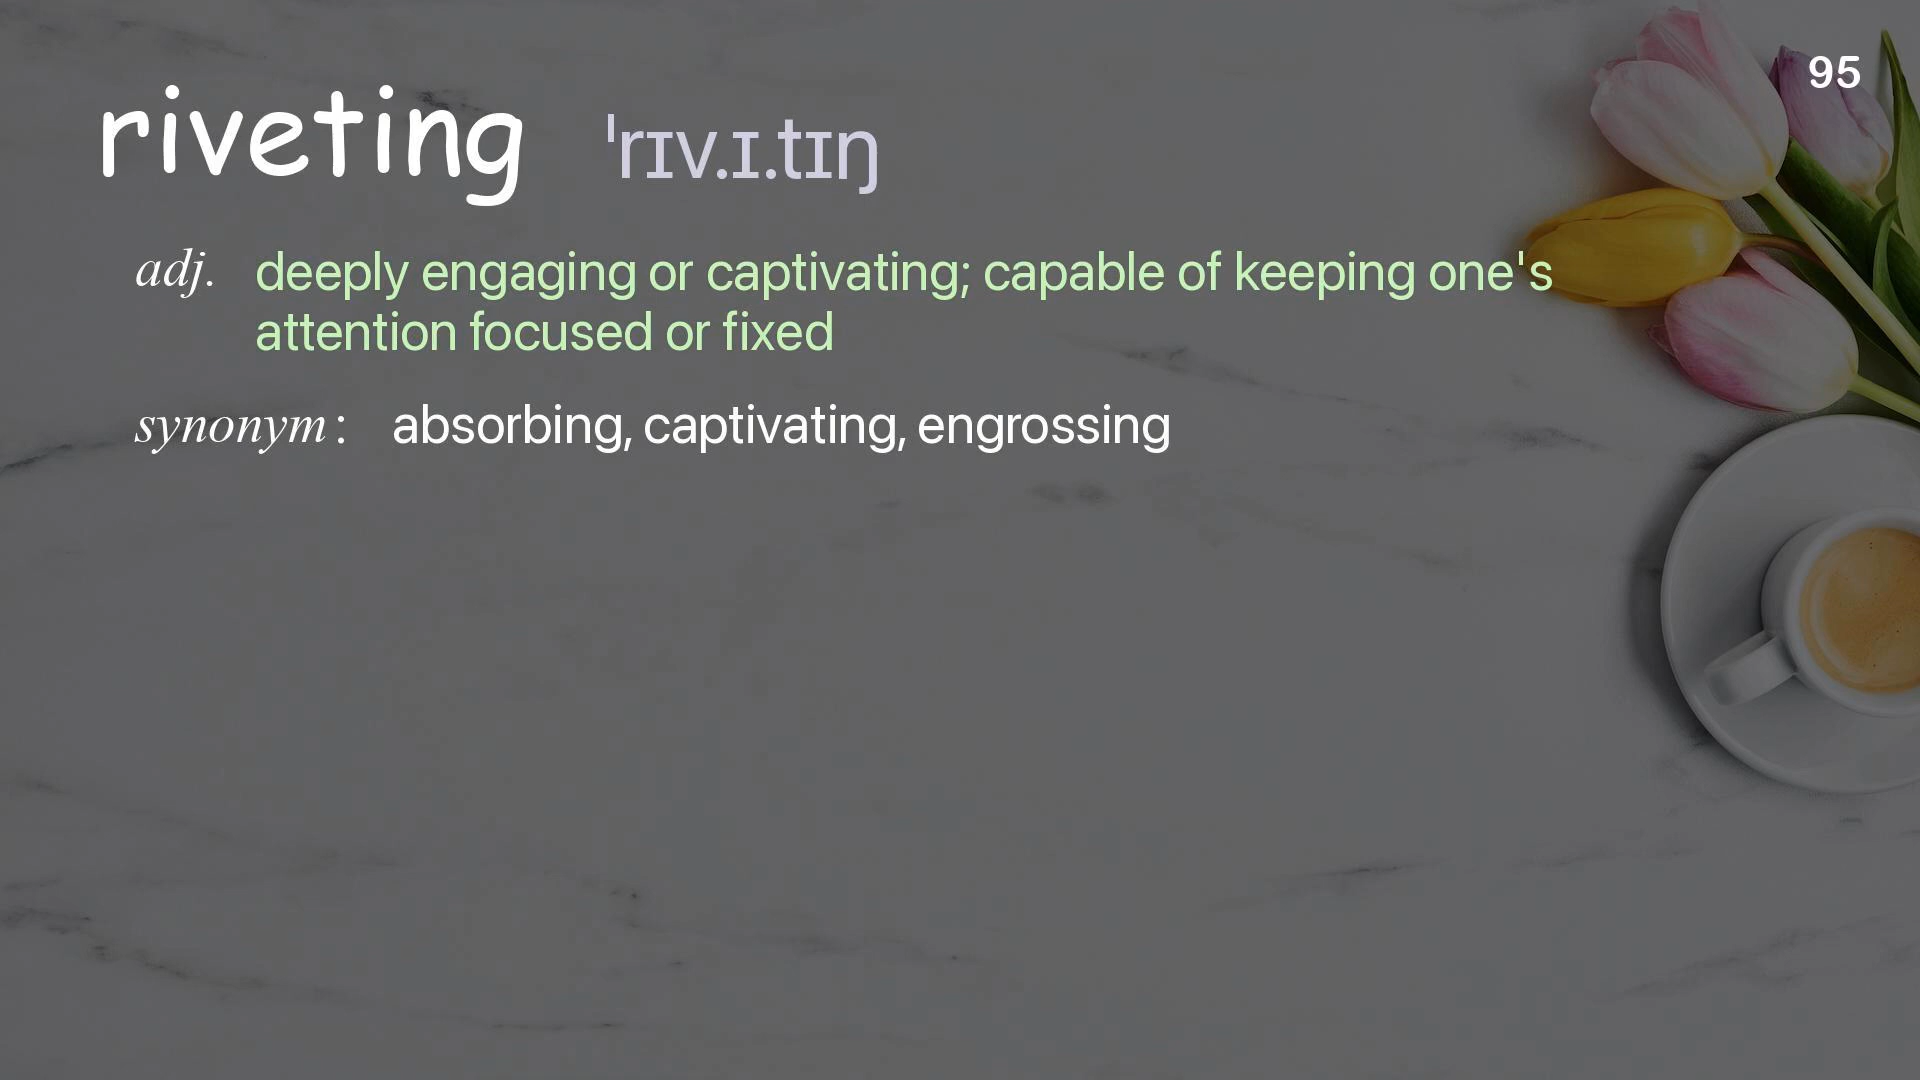 95
riveting ˈrɪv.ɪ.tɪŋ
adj. deeply engaging or captivating; capable of keeping one's
attention focused or fixed
synonym : absorbing, captivating, engrossing